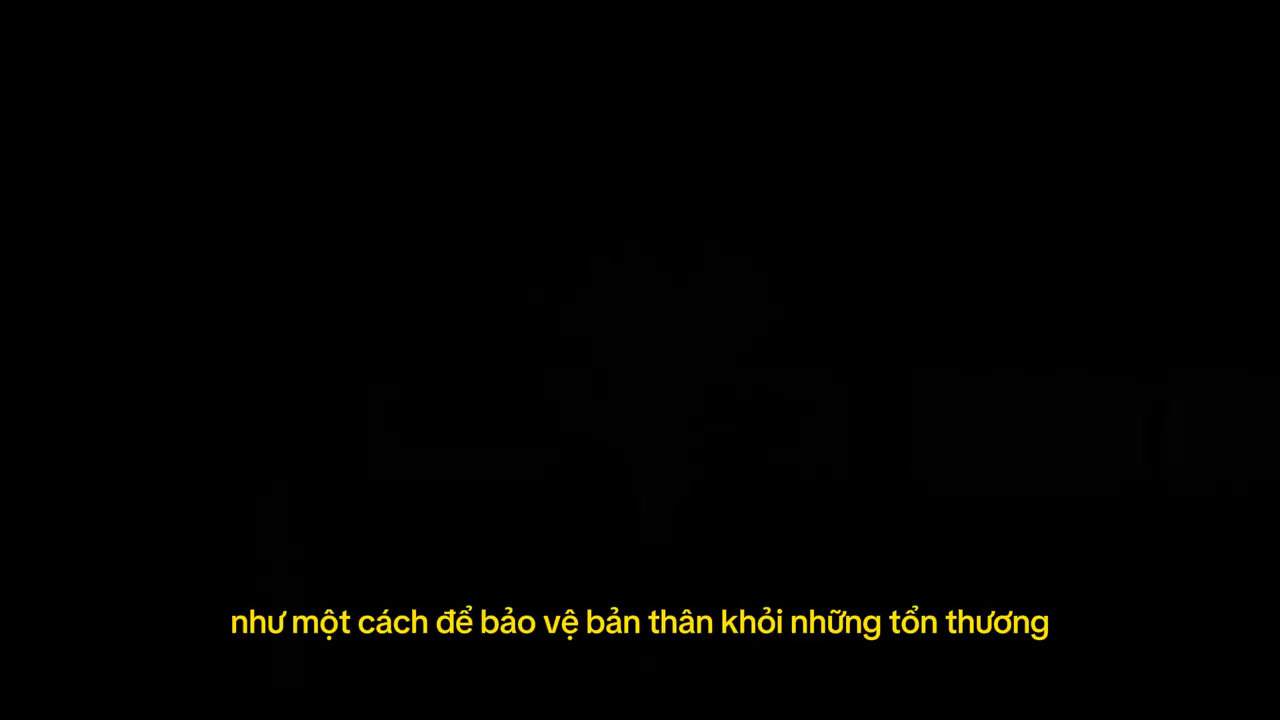 như một cách để bảo vệ bản thân khỏi những tổn thương